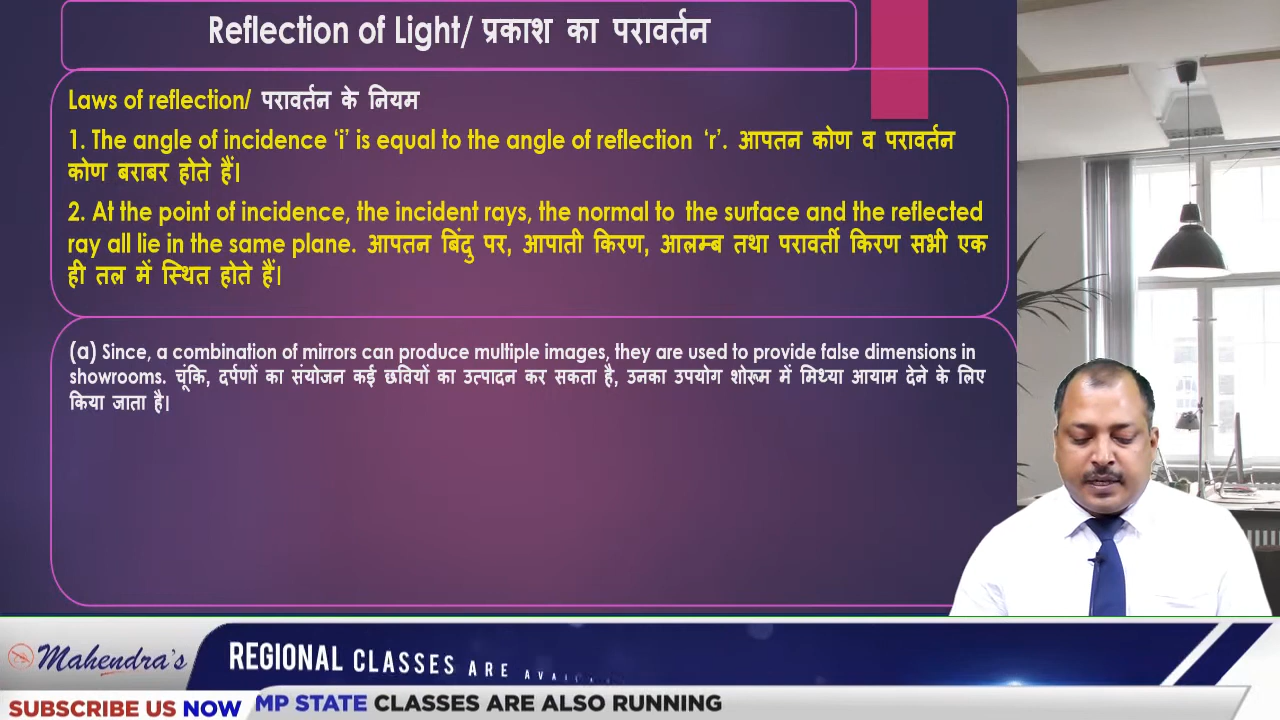 Reflection of Light/ प्रकाश का परावर्तन
Laws of reflection/ परावर्तन के नियम
1. The angle of incidence ‘i’ is equal to the angle of reflection ‘r’. आपतन कोण व परावर्तन
कोण बराबर होते हैं।
2. At the point of incidence, the incident rays, the normal to the surface and the reflected
ray all lie in the same plane. आपतन बिंदु पर, आपाती किरण, आलम्ब तथा परावर्ती किरण सभी एक
ही तल में स्थित होते हैं।
(a) Since, a combination of mirrors can produce multiple images, they are used to provide false dimensions in
showrooms. चूंकि, दर्पणों का संयोजन कई छवियों का उत्पादन कर सकता है, उनका उपयोग शोरूम में मिथ्या आयाम देने के लिए
किया जाता है।
Mahendra's
REGIONAL CLASSES ARE
SUBSCRIBE US NOW
MP STATE CLASSES ARE ALSO RUNNING